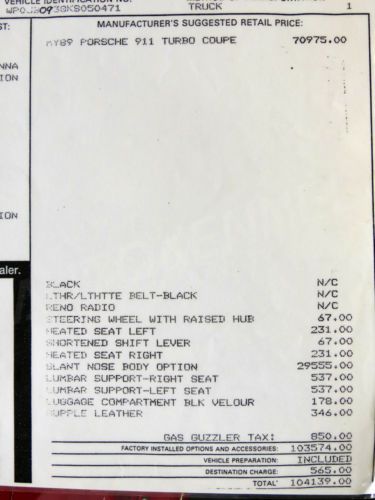 VEHICLE IDENTIFICATION NO.
WP0JB093GKS050471
TRUCK 1
ST:
MANUFACTURER'S SUGGESTED RETAIL PRICE:
MY89 PORSCHE 911 TURBO COUPE 70975.00
NNA
ION
ION
aler.
BLACK N/C
LTHR/LTHTTE BELT-BLACK N/C
RENO RADIO N/C
STEERING WHEEL WITH RAISED HUB 67.00
HEATED SEAT LEFT 231.00
SHORTENED SHIFT LEVER 67.00
HEATED SEAT RIGHT 231.00
SLANT NOSE BODY OPTION 29555.00
LUMBAR SUPPORT-RIGHT SEAT 537.00
LUMBAR SUPPORT-LEFT SEAT 537.00
LUGGAGE COMPARTMENT BLK VELOUR 178.00
SUPPLE LEATHER 346.00
GAS GUZZLER TAX: 850.00
FACTORY INSTALLED OPTIONS AND ACCESSORIES: 103574.00
VEHICLE PREPARATION: INCLUDED
DESTINATION CHARGE: 565.00
TOTAL* 104139.00